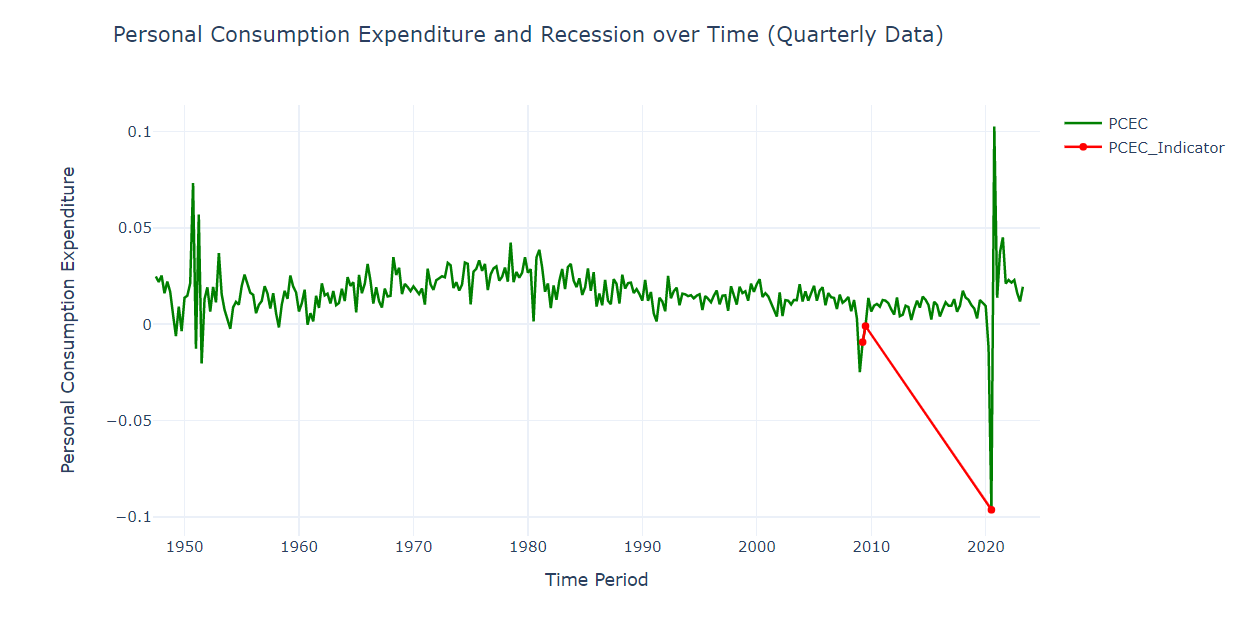 Personal Consumption Expenditure and Recession over Time (Quarterly Data)
PCEC
PCEC_Indicator
Personal Consumption Expenditure
0.1
0.05
0
−0.05
−0.1
1950 1960 1970 1980 1990 2000 2010 2020
Time Period